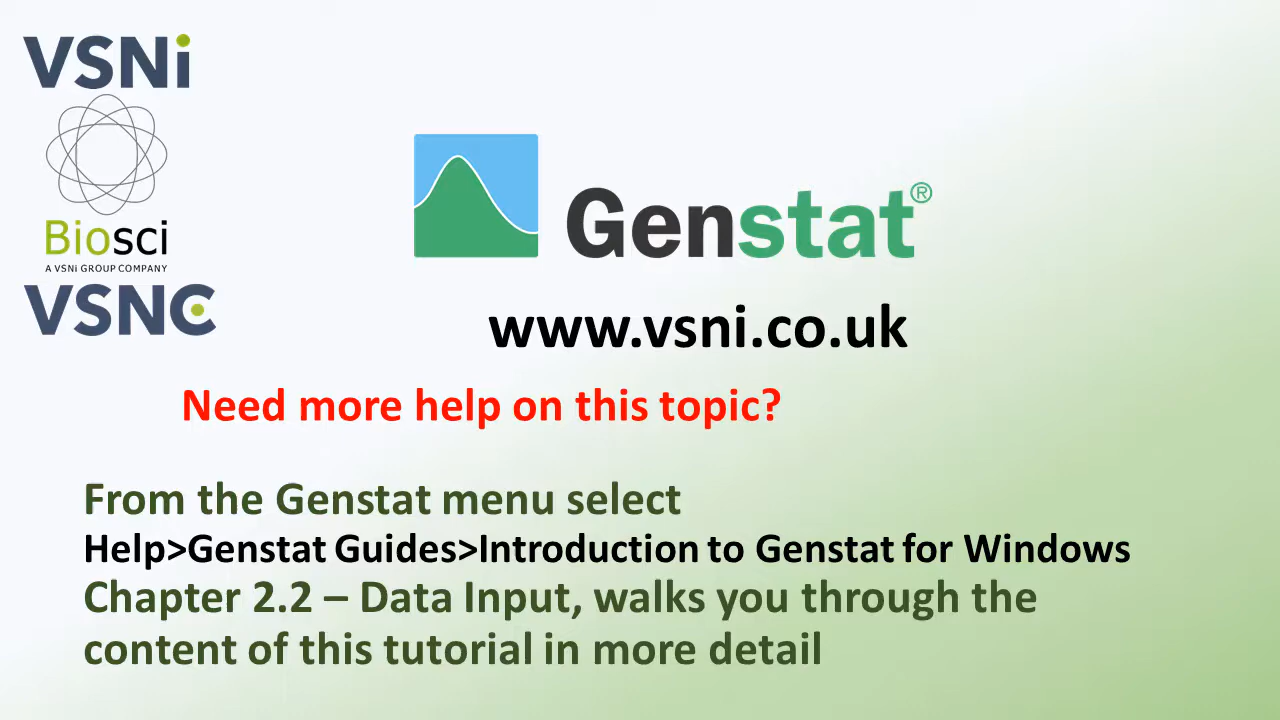 VSNi
Biosci
A VSNi GROUP COMPANY
VSNC
Genstat®
www.vsni.co.uk
Need more help on this topic?
From the Genstat menu select
Help>Genstat Guides>Introduction to Genstat for Windows
Chapter 2.2 – Data Input, walks you through the
content of this tutorial in more detail